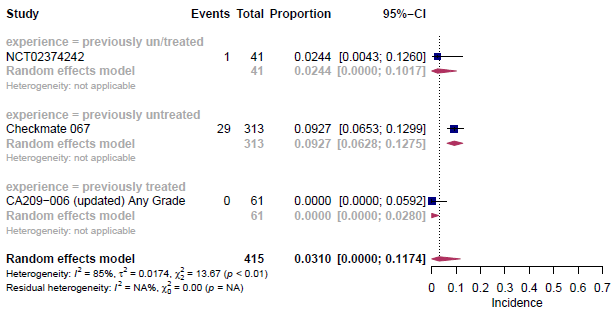 Study Events Total Proportion 95%−CI
experience = previously un/treated
NCT02374242 1 41 0.0244 [0.0043; 0.1260]
Random effects model 41 0.0244 [0.0000; 0.1017]
Heterogeneity: not applicable
experience = previously untreated
Checkmate 067 29 313 0.0927 [0.0653; 0.1299]
Random effects model 313 0.0927 [0.0628; 0.1275]
Heterogeneity: not applicable
experience = previously treated
CA209−006 (updated) Any Grade 0 61 0.0000 [0.0000; 0.0592]
Random effects model 61 0.0000 [0.0000; 0.0280]
Heterogeneity: not applicable
Random effects model 415 0.0310 [0.0000; 0.1174]
Heterogeneity: I² = 85%, τ² = 0.0174, χ²₂ = 13.67 (p < 0.01)
Residual heterogeneity: I² = NA%, χ²₀ = 0.00 (p = NA)
0 0.1 0.2 0.3 0.4 0.5 0.6 0.7
Incidence